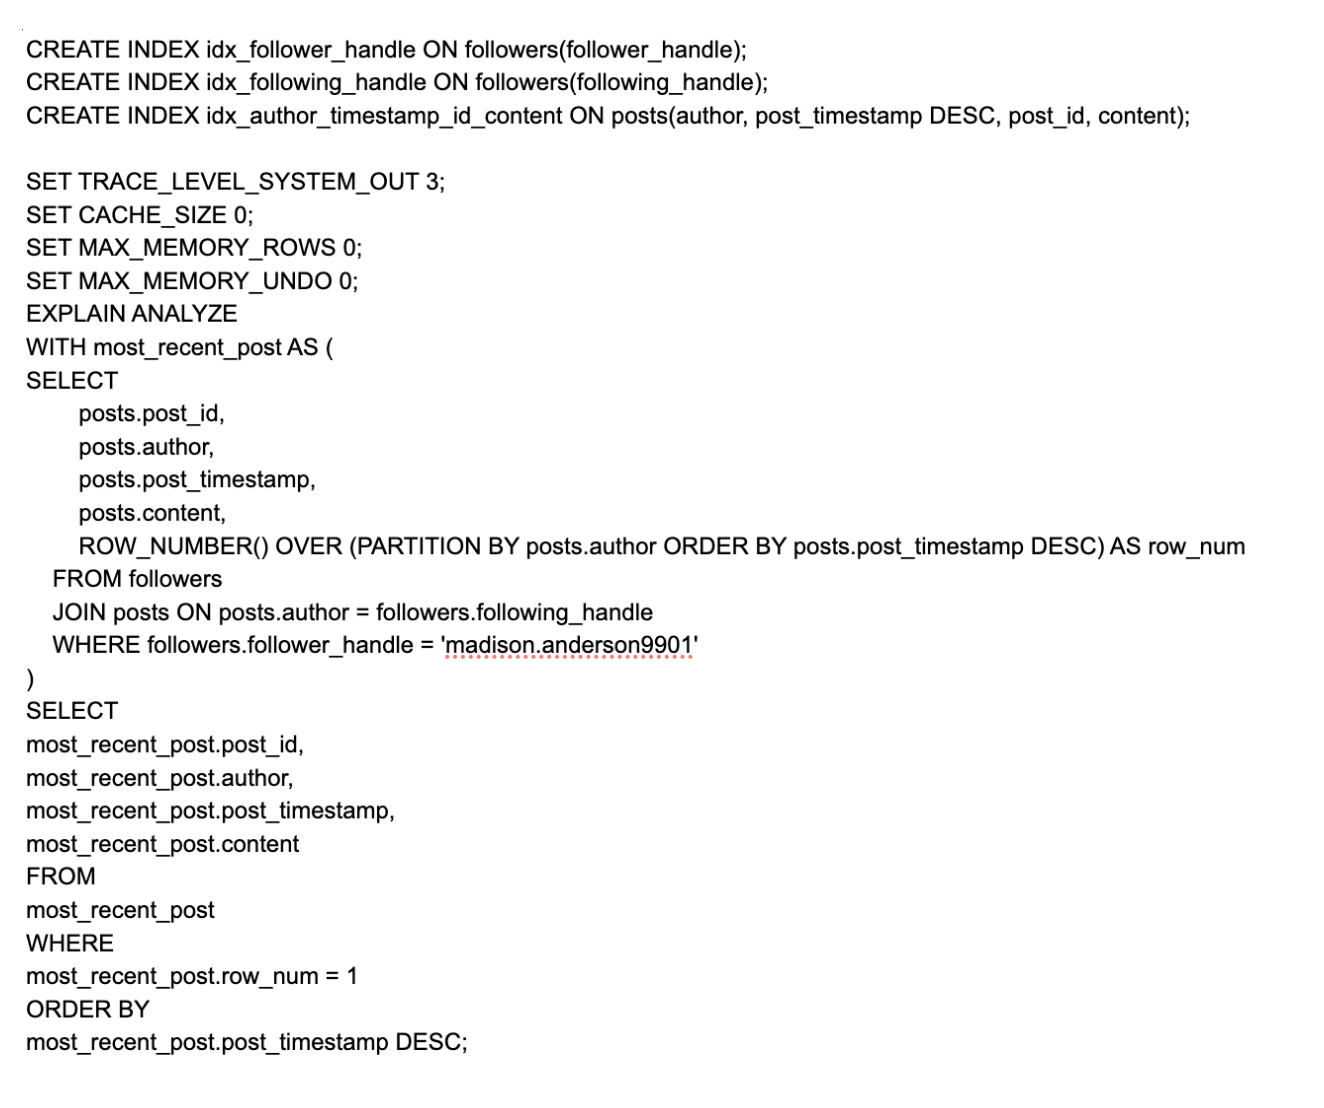 CREATE INDEX idx_follower_handle ON followers(follower_handle);
CREATE INDEX idx_following_handle ON followers(following_handle);
CREATE INDEX idx_author_timestamp_id_content ON posts(author, post_timestamp DESC, post_id, content);
SET TRACE_LEVEL_SYSTEM_OUT 3;
SET CACHE_SIZE 0;
SET MAX_MEMORY_ROWS 0;
SET MAX_MEMORY_UNDO 0;
EXPLAIN ANALYZE
WITH most_recent_post AS (
SELECT
posts.post_id,
posts.author,
posts.post_timestamp,
posts.content,
ROW_NUMBER() OVER (PARTITION BY posts.author ORDER BY posts.post_timestamp DESC) AS row_num
FROM followers
JOIN posts ON posts.author = followers.following_handle
WHERE followers.follower_handle = 'madison.anderson9901'
)
SELECT
most_recent_post.post_id,
most_recent_post.author,
most_recent_post.post_timestamp,
most_recent_post.content
FROM
most_recent_post
WHERE
most_recent_post.row_num = 1
ORDER BY
most_recent_post.post_timestamp DESC;